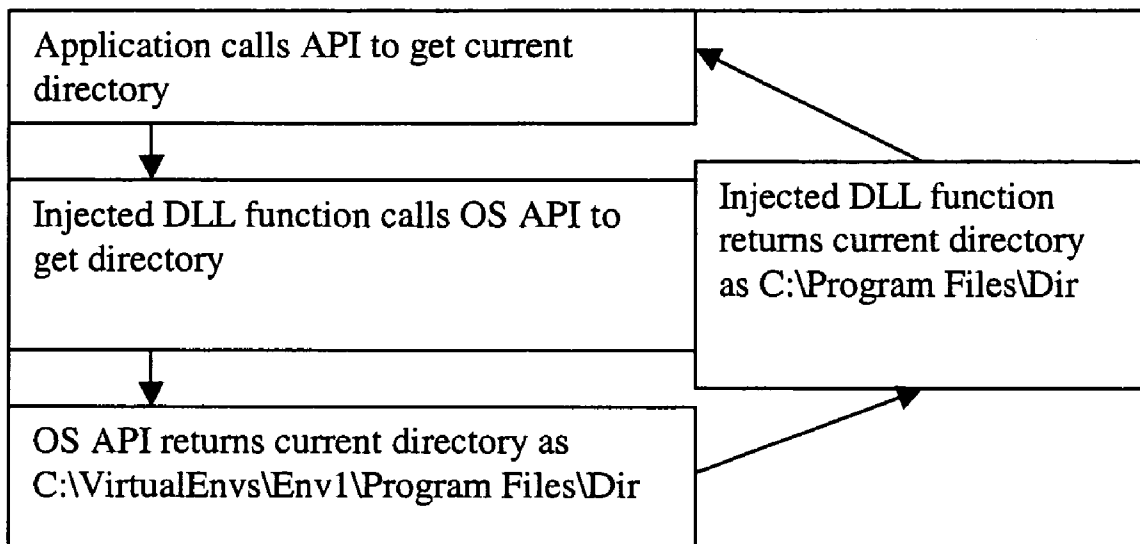 Application calls API to get current
directory
Injected DLL function calls OS API to
get directory
OS API returns current directory as
C:\VirtualEnvs\Env1\Program Files\Dir
Injected DLL function
returns current directory
as C:\Program Files\Dir